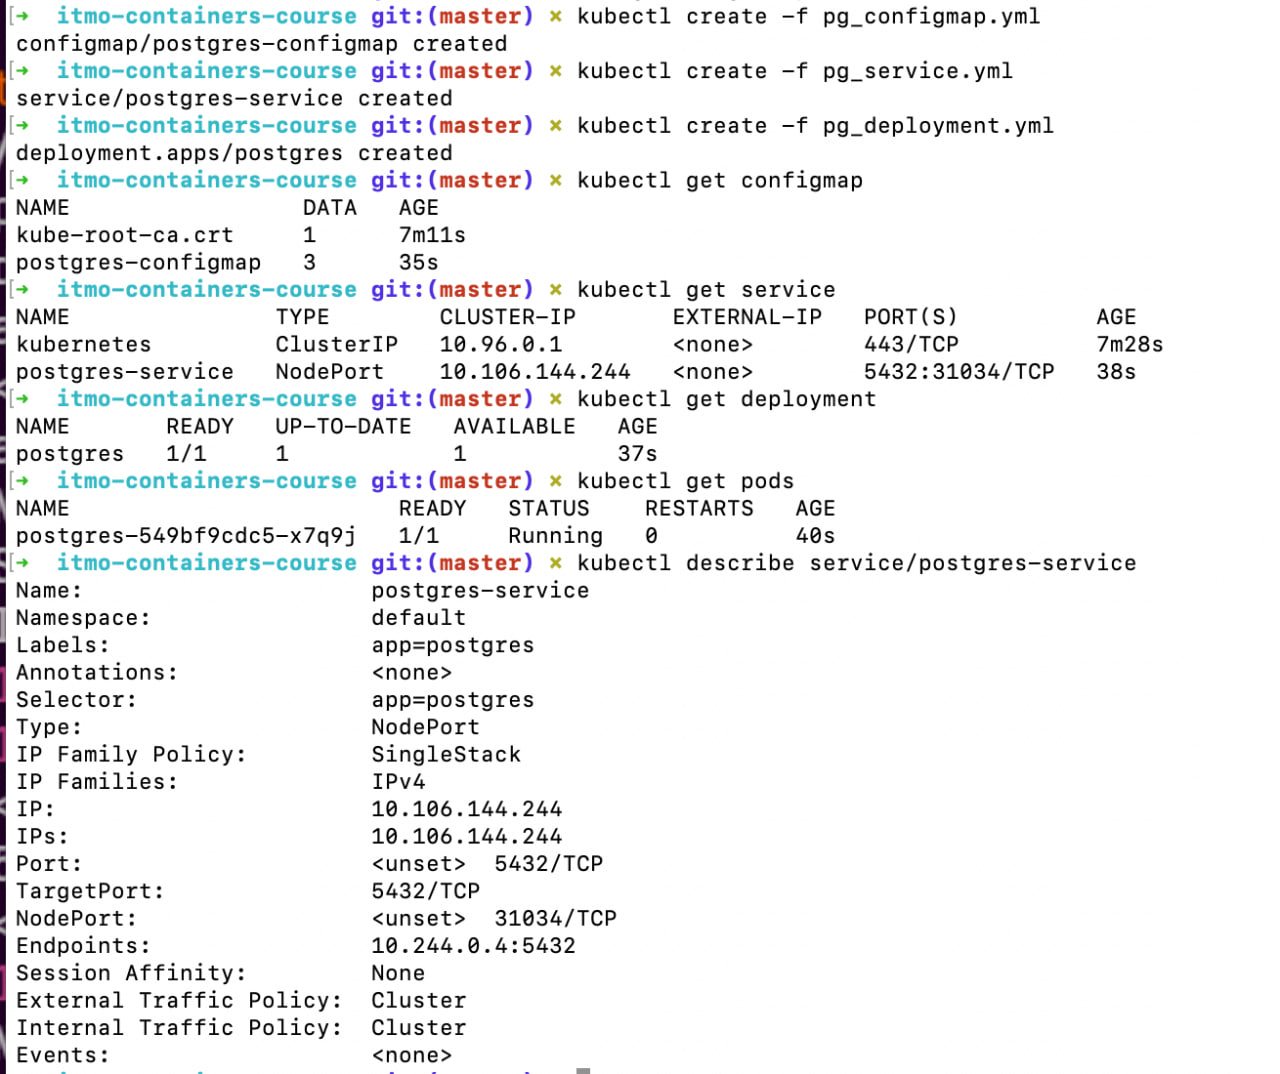 [→  itmo-containers-course git:(master) × kubectl create -f pg_configmap.yml
configmap/postgres-configmap created
[→  itmo-containers-course git:(master) × kubectl create -f pg_service.yml
service/postgres-service created
[→  itmo-containers-course git:(master) × kubectl create -f pg_deployment.yml
deployment.apps/postgres created
[→  itmo-containers-course git:(master) × kubectl get configmap
NAME                 DATA   AGE
kube-root-ca.crt     1      7m11s
postgres-configmap   3      35s
[→  itmo-containers-course git:(master) × kubectl get service
NAME               TYPE        CLUSTER-IP       EXTERNAL-IP   PORT(S)          AGE
kubernetes         ClusterIP   10.96.0.1        <none>        443/TCP          7m28s
postgres-service   NodePort    10.106.144.244   <none>        5432:31034/TCP   38s
[→  itmo-containers-course git:(master) × kubectl get deployment
NAME       READY   UP-TO-DATE   AVAILABLE   AGE
postgres   1/1     1            1           37s
[→  itmo-containers-course git:(master) × kubectl get pods
NAME                        READY   STATUS    RESTARTS   AGE
postgres-549bf9cdc5-x7q9j   1/1     Running   0          40s
[→  itmo-containers-course git:(master) × kubectl describe service/postgres-service
Name:                     postgres-service
Namespace:                default
Labels:                   app=postgres
Annotations:              <none>
Selector:                 app=postgres
Type:                     NodePort
IP Family Policy:         SingleStack
IP Families:              IPv4
IP:                       10.106.144.244
IPs:                      10.106.144.244
Port:                     <unset>  5432/TCP
TargetPort:               5432/TCP
NodePort:                 <unset>  31034/TCP
Endpoints:                10.244.0.4:5432
Session Affinity:         None
External Traffic Policy:  Cluster
Internal Traffic Policy:  Cluster
Events:                   <none>